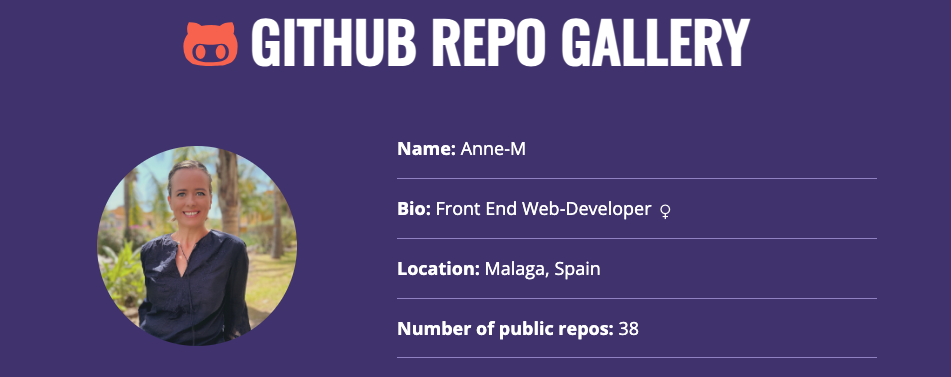 GITHUB REPO GALLERY
Name: Anne-M
Bio: Front End Web-Developer ♀
Location: Malaga, Spain
Number of public repos: 38